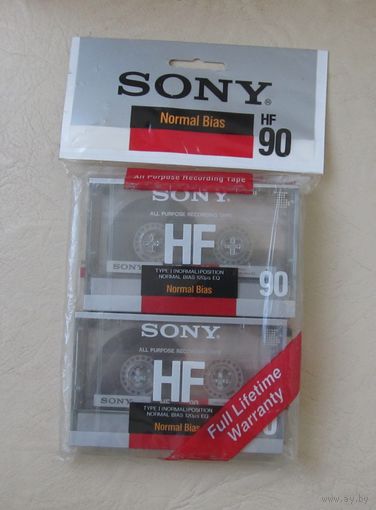 SONY®
Normal Bias
HF
90
All Purpose Recording Tape
SONY
ALL PURPOSE RECORDING TAPE
HF
SONY
TYPE I (NORMAL) POSITION
NORMAL BIAS 120μs EQ
Normal Bias
90
SONY
ALL PURPOSE RECORDING
HF
SONY
TYPE I (NORMAL) POSITION
NORMAL BIAS 120μs EQ
Normal Bias
Full Lifetime
Warranty
www.ay.by